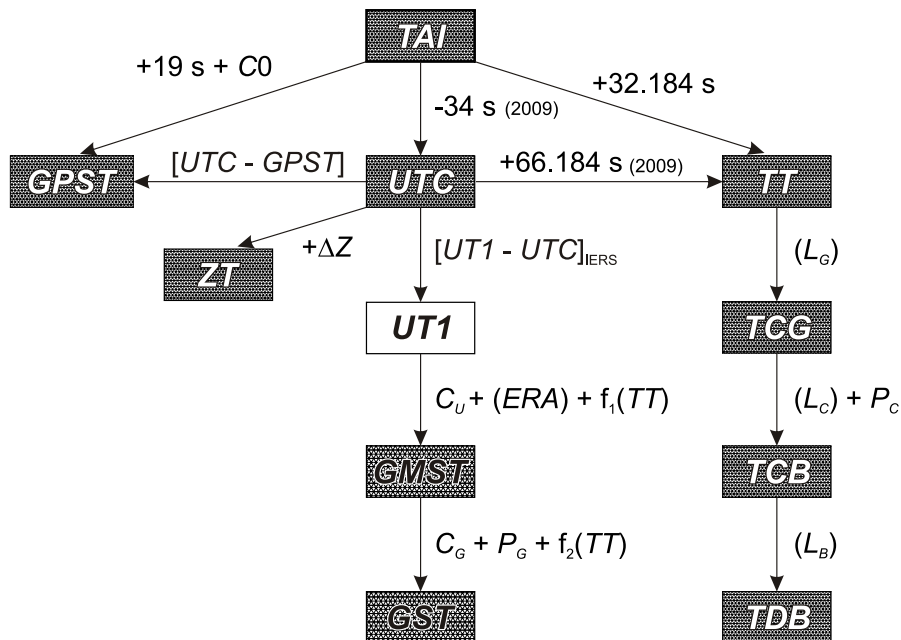 TAI
+19 s + C0
-34 s (2009)
+32.184 s
GPST
[UTC - GPST]
UTC
+66.184 s (2009)
TT
+ΔZ
ZT
[UT1 - UTC]IERS
(LG)
UT1
TCG
CU + (ERA) + f1(TT)
(LC) + PC
GMST
TCB
CG + PG + f2(TT)
(LB)
GST
TDB